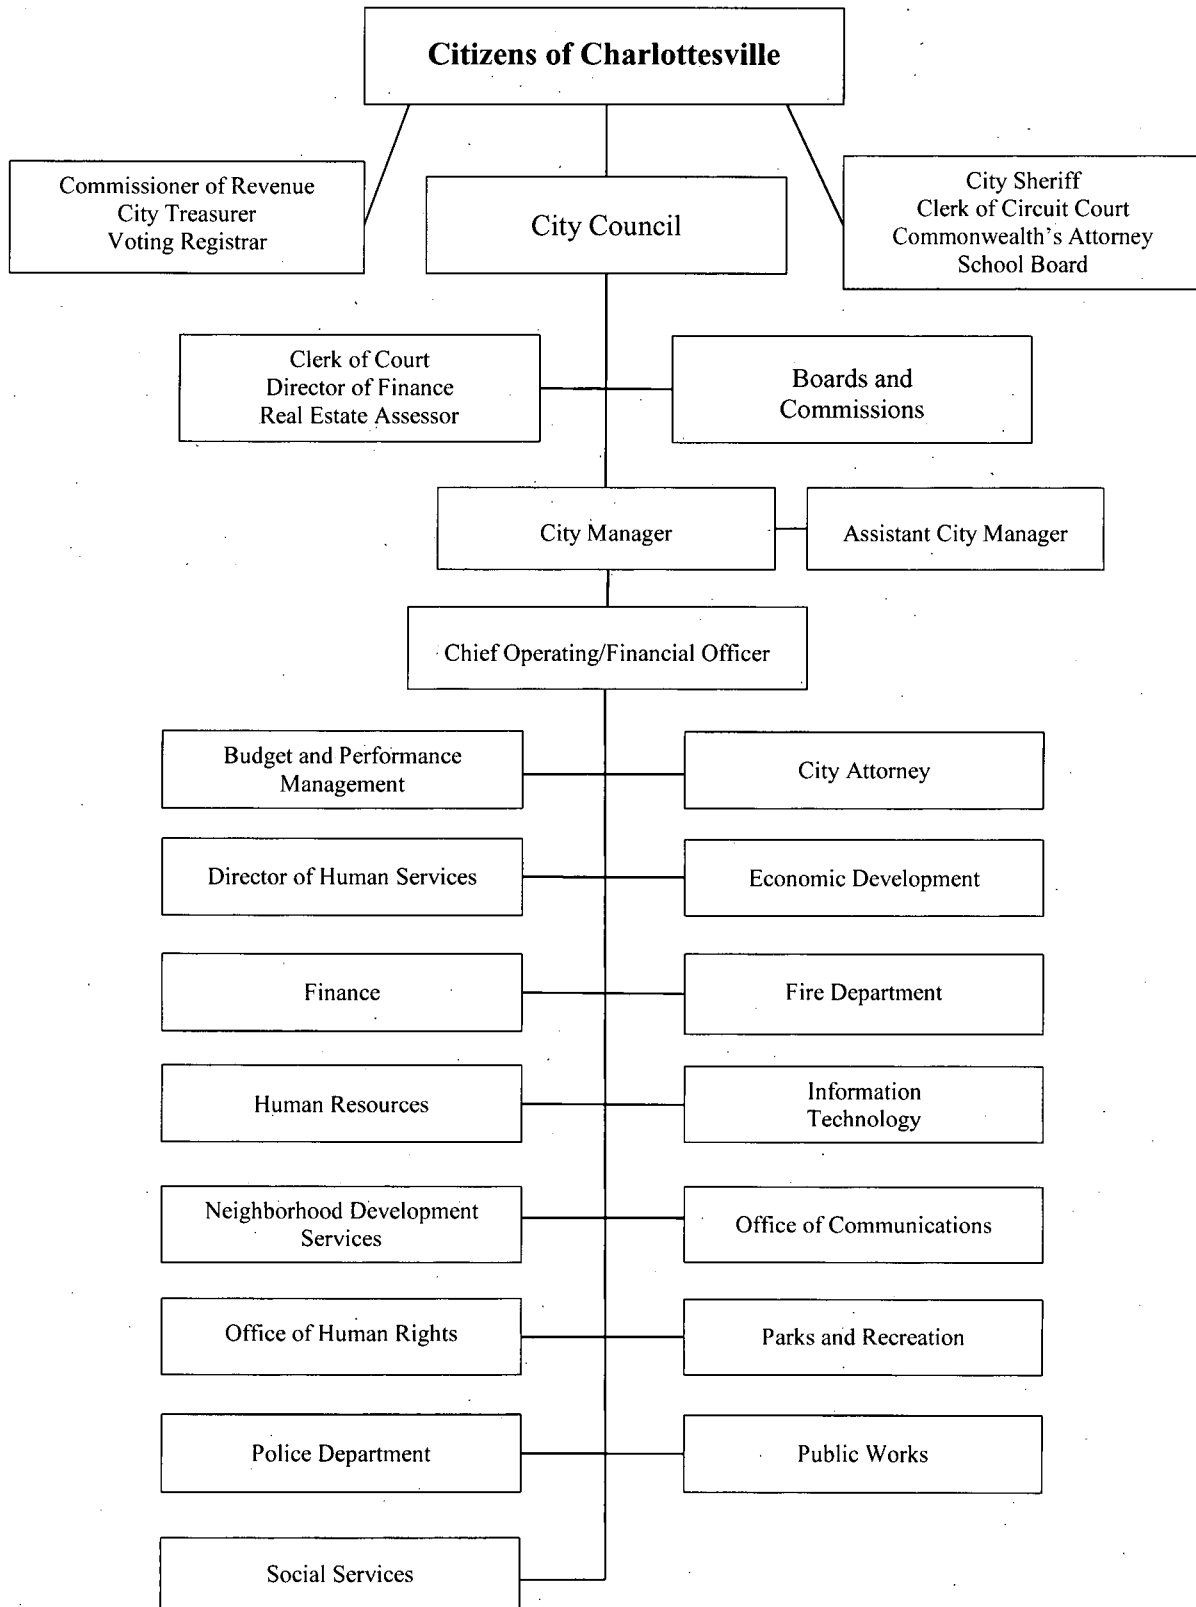 Citizens of Charlottesville
Commissioner of Revenue
City Treasurer
Voting Registrar
City Council
City Sheriff
Clerk of Circuit Court
Commonwealth's Attorney
School Board
Clerk of Court
Director of Finance
Real Estate Assessor
Boards and
Commissions
City Manager
Assistant City Manager
Chief Operating/Financial Officer
Budget and Performance
Management
City Attorney
Director of Human Services
Economic Development
Finance
Fire Department
Human Resources
Information
Technology
Neighborhood Development
Services
Office of Communications
Office of Human Rights
Parks and Recreation
Police Department
Public Works
Social Services